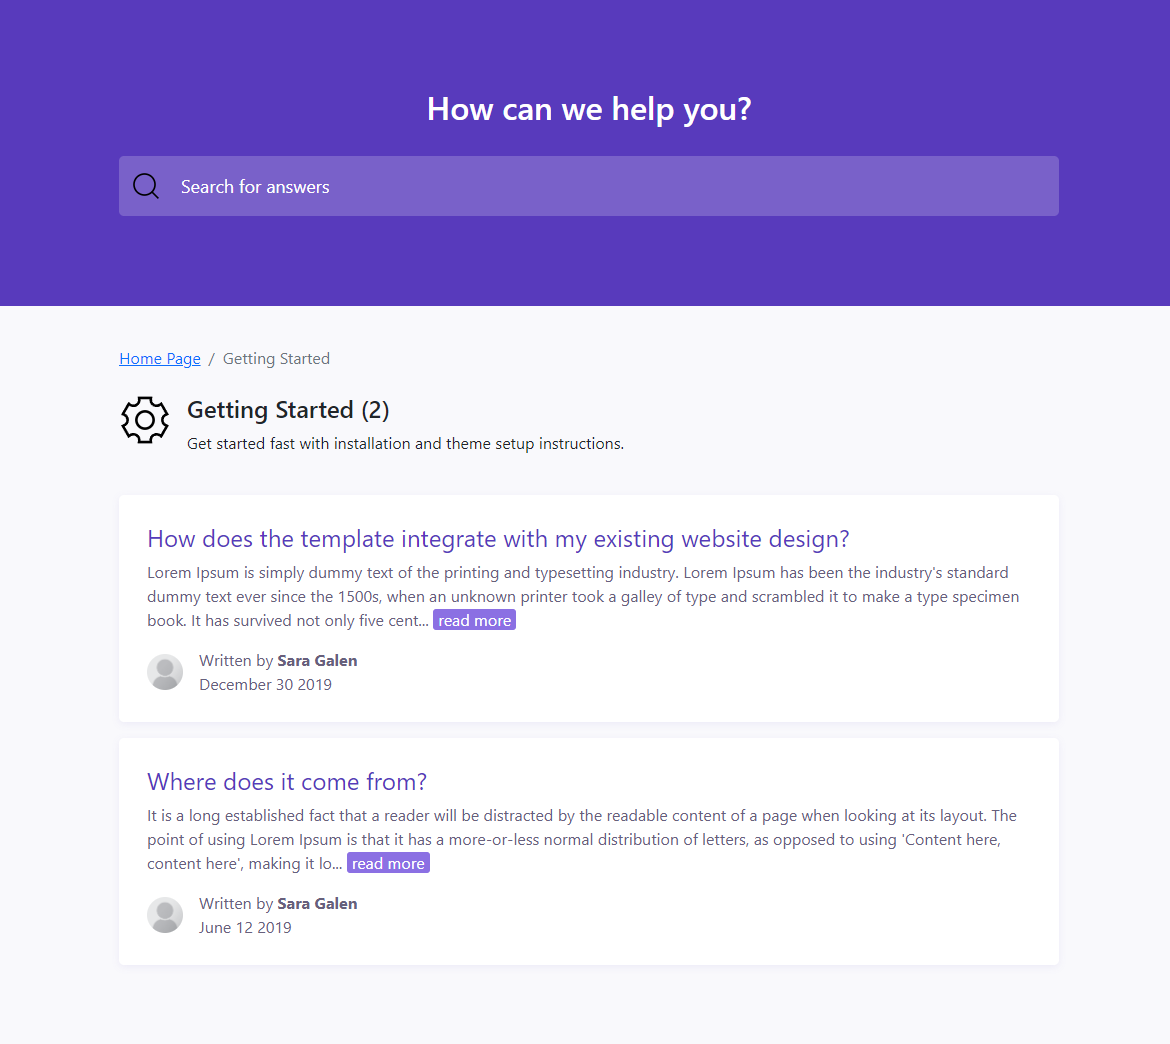 How can we help you?
Search for answers
Home Page / Getting Started
Getting Started (2)
Get started fast with installation and theme setup instructions.
How does the template integrate with my existing website design?
Lorem Ipsum is simply dummy text of the printing and typesetting industry. Lorem Ipsum has been the industry's standard
dummy text ever since the 1500s, when an unknown printer took a galley of type and scrambled it to make a type specimen
book. It has survived not only five cent... read more
Written by Sara Galen
December 30 2019
Where does it come from?
It is a long established fact that a reader will be distracted by the readable content of a page when looking at its layout. The
point of using Lorem Ipsum is that it has a more-or-less normal distribution of letters, as opposed to using 'Content here,
content here', making it lo... read more
Written by Sara Galen
June 12 2019